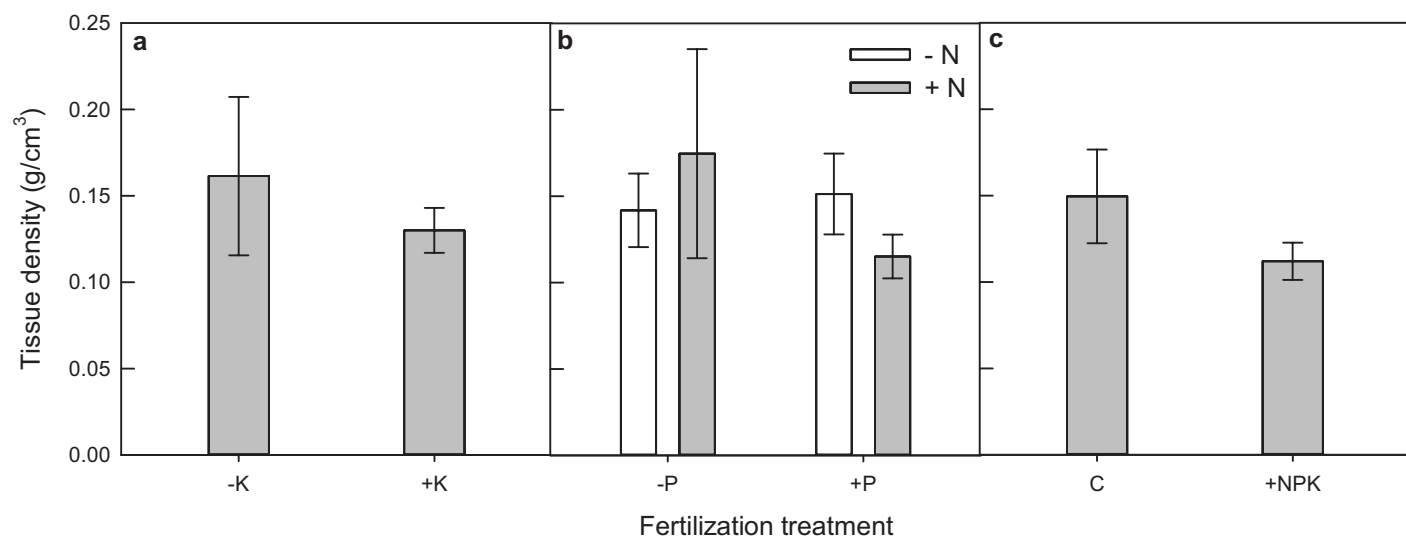 0.25
0.20
0.15
0.10
0.05
0.00
Tissue density (g/cm³)
a
-K
+K
b
- N
+ N
-P
+P
c
C
+NPK
Fertilization treatment